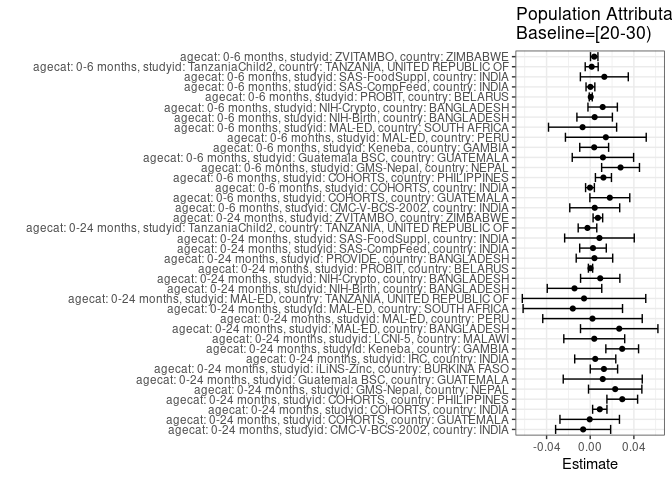 Population Attributa
Baseline=[20-30)
agecat: 0-6 months, studyid: ZVITAMBO, country: ZIMBABWE
agecat: 0-6 months, studyid: TanzaniaChild2, country: TANZANIA, UNITED REPUBLIC OF
agecat: 0-6 months, studyid: SAS-FoodSuppl, country: INDIA
agecat: 0-6 months, studyid: SAS-CompFeed, country: INDIA
agecat: 0-6 months, studyid: PROBIT, country: BELARUS
agecat: 0-6 months, studyid: NIH-Crypto, country: BANGLADESH
agecat: 0-6 months, studyid: NIH-Birth, country: BANGLADESH
agecat: 0-6 months, studyid: MAL-ED, country: SOUTH AFRICA
agecat: 0-6 months, studyid: MAL-ED, country: PERU
agecat: 0-6 months, studyid: Keneba, country: GAMBIA
agecat: 0-6 months, studyid: Guatemala BSC, country: GUATEMALA
agecat: 0-6 months, studyid: GMS-Nepal, country: NEPAL
agecat: 0-6 months, studyid: COHORTS, country: PHILIPPINES
agecat: 0-6 months, studyid: COHORTS, country: INDIA
agecat: 0-6 months, studyid: COHORTS, country: GUATEMALA
agecat: 0-6 months, studyid: CMC-V-BCS-2002, country: INDIA
agecat: 0-24 months, studyid: ZVITAMBO, country: ZIMBABWE
agecat: 0-24 months, studyid: TanzaniaChild2, country: TANZANIA, UNITED REPUBLIC OF
agecat: 0-24 months, studyid: SAS-FoodSuppl, country: INDIA
agecat: 0-24 months, studyid: SAS-CompFeed, country: INDIA
agecat: 0-24 months, studyid: PROVIDE, country: BANGLADESH
agecat: 0-24 months, studyid: PROBIT, country: BELARUS
agecat: 0-24 months, studyid: NIH-Crypto, country: BANGLADESH
agecat: 0-24 months, studyid: NIH-Birth, country: BANGLADESH
agecat: 0-24 months, studyid: MAL-ED, country: TANZANIA, UNITED REPUBLIC OF
agecat: 0-24 months, studyid: MAL-ED, country: SOUTH AFRICA
agecat: 0-24 months, studyid: MAL-ED, country: PERU
agecat: 0-24 months, studyid: MAL-ED, country: BANGLADESH
agecat: 0-24 months, studyid: LCNI-5, country: MALAWI
agecat: 0-24 months, studyid: Keneba, country: GAMBIA
agecat: 0-24 months, studyid: IRC, country: INDIA
agecat: 0-24 months, studyid: iLiNS-Zinc, country: BURKINA FASO
agecat: 0-24 months, studyid: Guatemala BSC, country: GUATEMALA
agecat: 0-24 months, studyid: GMS-Nepal, country: NEPAL
agecat: 0-24 months, studyid: COHORTS, country: PHILIPPINES
agecat: 0-24 months, studyid: COHORTS, country: INDIA
agecat: 0-24 months, studyid: COHORTS, country: GUATEMALA
agecat: 0-24 months, studyid: CMC-V-BCS-2002, country: INDIA
-0.04 0.00 0.04
Estimate